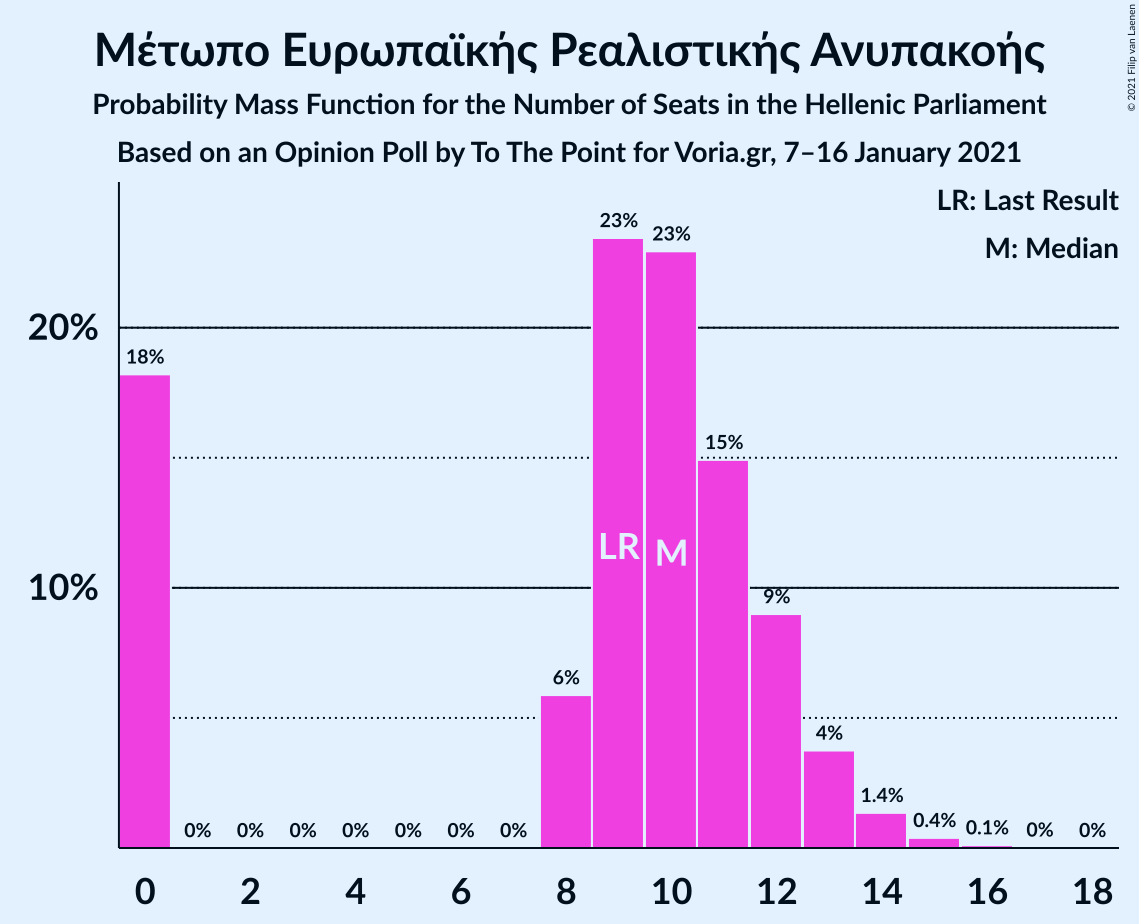 Μέτωπο Ευρωπαϊκής Ρεαλιστικής Ανυπακοής
Probability Mass Function for the Number of Seats in the Hellenic Parliament
Based on an Opinion Poll by To The Point for Voria.gr, 7–16 January 2021
© 2021 Filip van Laenen
LR: Last Result
M: Median
20%
10%
18%
0%
0%
0%
0%
0%
0%
0%
6%
23%
23%
15%
9%
4%
1.4%
0.4%
0.1%
0%
0%
LR
M
0 2 4 6 8 10 12 14 16 18